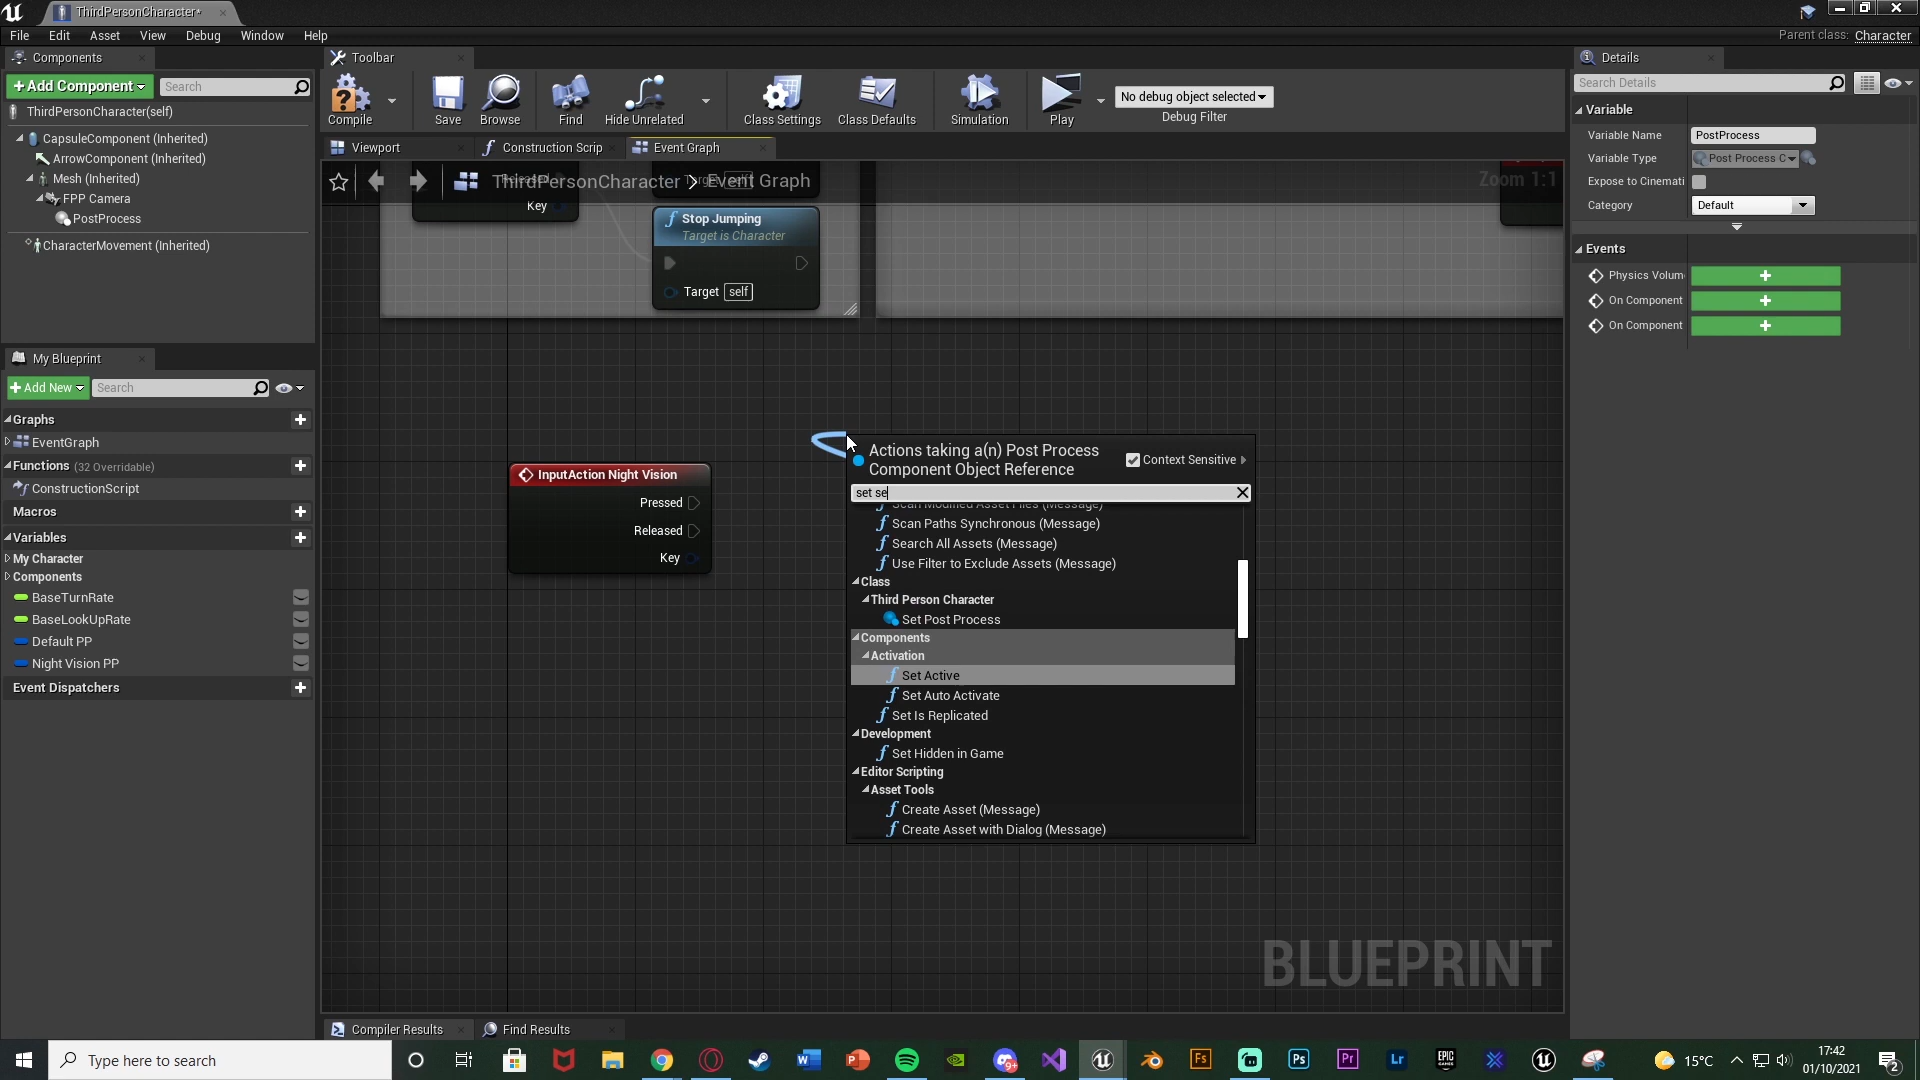 ThirdPersonCharacter*
File Edit Asset View Debug Window Help
Parent class: Character
Components
Toolbar
Details
+ Add Component
Search
ThirdPersonCharacter(self)
CapsuleComponent (Inherited)
ArrowComponent (Inherited)
Mesh (Inherited)
FPP Camera
PostProcess
CharacterMovement (Inherited)
Compile
Save
Browse
Find
Hide Unrelated
Class Settings
Class Defaults
Simulation
Play
No debug object selected
Debug Filter
Viewport
Construction Scrip
Event Graph
ThirdPersonCharacter > Event Graph
Zoom 1:1
Key
Stop Jumping
Target is Character
Target self
InputAction Night Vision
Pressed
Released
Key
Actions taking a(n) Post Process
Component Object Reference
Context Sensitive
set se
Scan Modified Asset Files (Message)
Scan Paths Synchronous (Message)
Search All Assets (Message)
Use Filter to Exclude Assets (Message)
Class
Third Person Character
Set Post Process
Components
Activation
Set Active
Set Auto Activate
Set Is Replicated
Development
Set Hidden in Game
Editor Scripting
Asset Tools
Create Asset (Message)
Create Asset with Dialog (Message)
BLUEPRINT
My Blueprint
+ Add New
Search
Graphs
EventGraph
Functions (32 Overridable)
ConstructionScript
Macros
Variables
My Character
Components
BaseTurnRate
BaseLookUpRate
Default PP
Night Vision PP
Event Dispatchers
Search Details
Variable
Variable Name PostProcess
Variable Type Post Process C
Expose to Cinemati
Category Default
Events
Physics Volum
On Component
On Component
Compiler Results
Find Results
Type here to search
15°C
17:42
01/10/2021
2